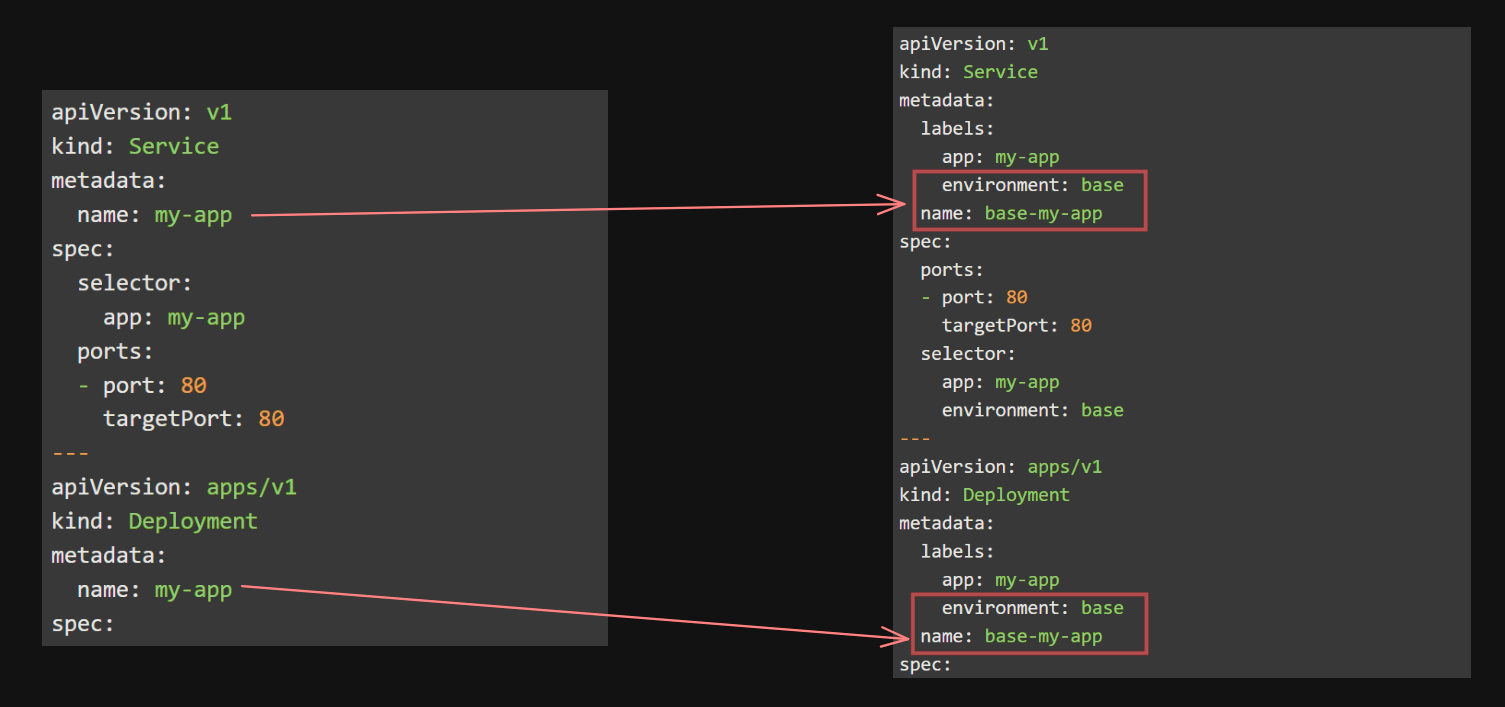 apiVersion: v1
kind: Service
metadata:
  name: my-app
spec:
  selector:
    app: my-app
  ports:
  - port: 80
    targetPort: 80
---
apiVersion: apps/v1
kind: Deployment
metadata:
  name: my-app
spec:
apiVersion: v1
kind: Service
metadata:
  labels:
    app: my-app
    environment: base
  name: base-my-app
spec:
  ports:
  - port: 80
    targetPort: 80
  selector:
    app: my-app
    environment: base
---
apiVersion: apps/v1
kind: Deployment
metadata:
  labels:
    app: my-app
    environment: base
  name: base-my-app
spec: